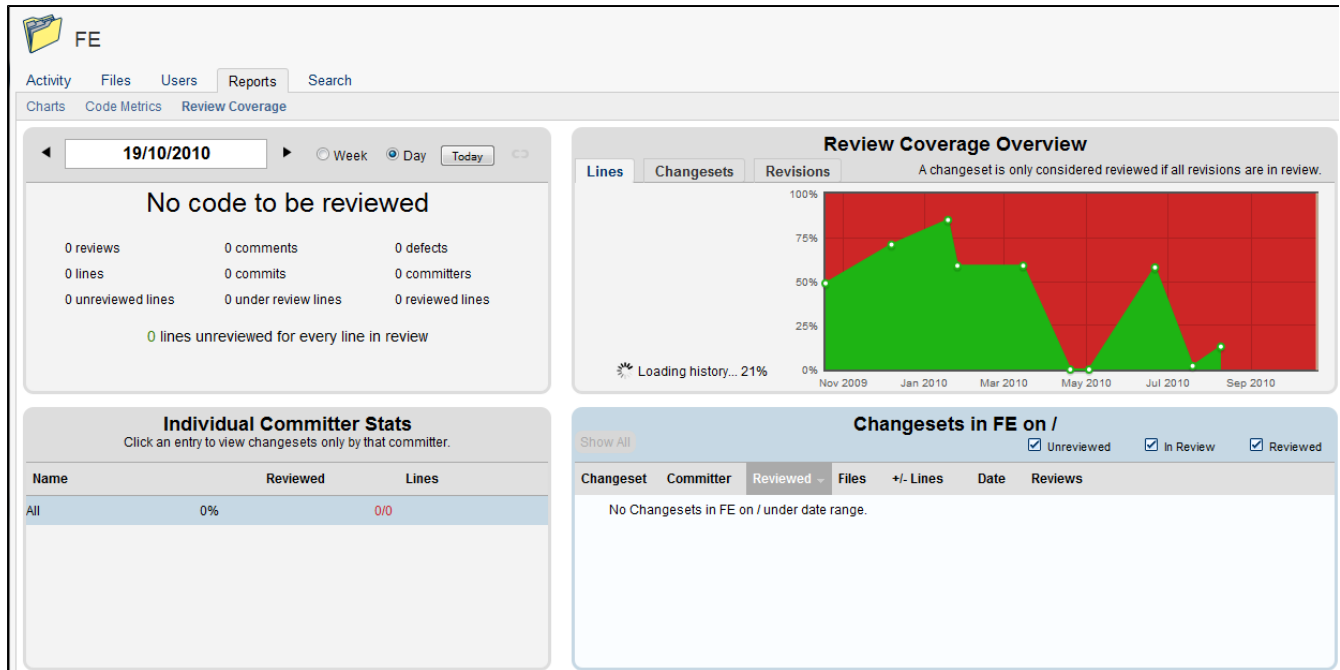 FE
Activity Files Users Reports Search
Charts Code Metrics Review Coverage
19/10/2010 Week Day Today
No code to be reviewed
0 reviews 0 comments 0 defects
0 lines 0 commits 0 committers
0 unreviewed lines 0 under review lines 0 reviewed lines
0 lines unreviewed for every line in review
Review Coverage Overview
Lines Changesets Revisions A changeset is only considered reviewed if all revisions are in review.
100%
75%
50%
25%
0%
Loading history... 21%
Nov 2009 Jan 2010 Mar 2010 May 2010 Jul 2010 Sep 2010
Individual Committer Stats
Click an entry to view changesets only by that committer.
Name Reviewed Lines
All 0% 0/0
Changesets in FE on /
Show All Unreviewed In Review Reviewed
Changeset Committer Reviewed Files +/- Lines Date Reviews
No Changesets in FE on / under date range.